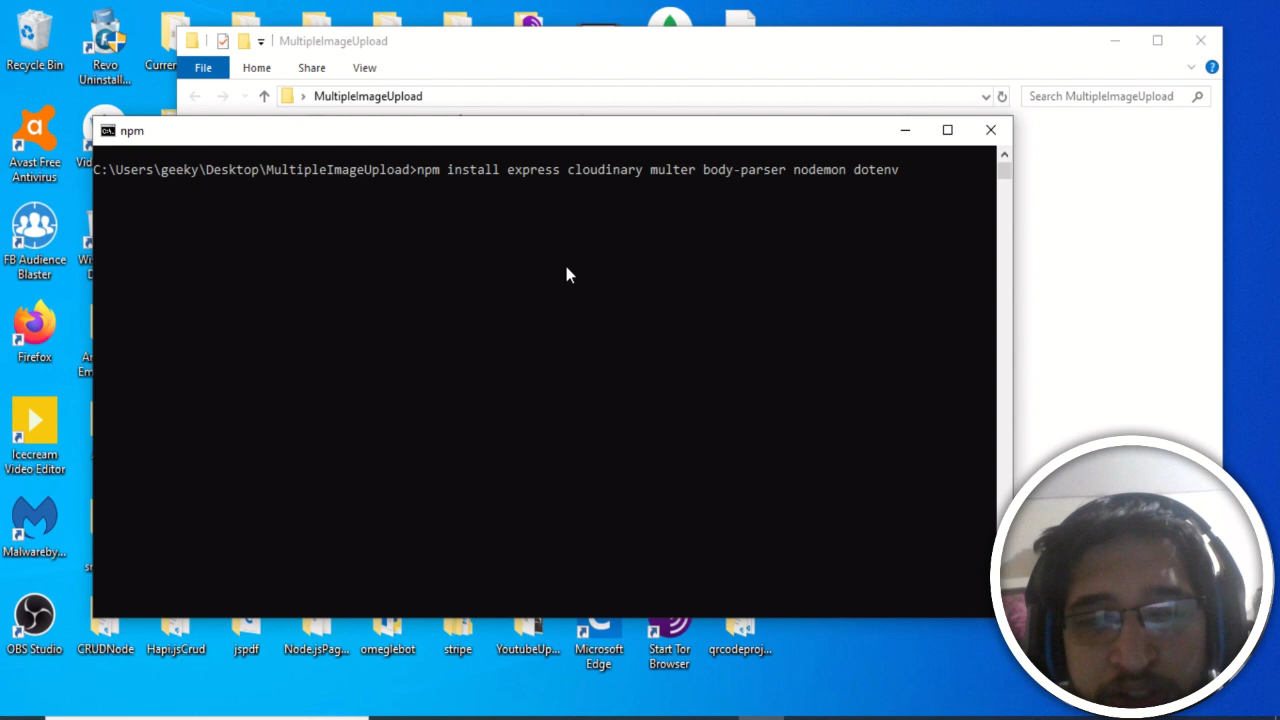 MultipleImageUpload
File
Home
Share
View
MultipleImageUpload
Search MultipleImageUpload
npm
C:\Users\geeky\Desktop\MultipleImageUpload>npm install express cloudinary multer body-parser nodemon dotenv
Recycle Bin
Revo
Uninstall...
Avast Free
Antivirus
FB Audience
Blaster
Firefox
Icecream
Video Editor
Malwareby...
OBS Studio
CRUDNode
Hapi.jsCrud
jspdf
Node.jsPag...
omeglebot
stripe
YoutubeUp...
Microsoft
Edge
Start Tor
Browser
qrcodeproj...